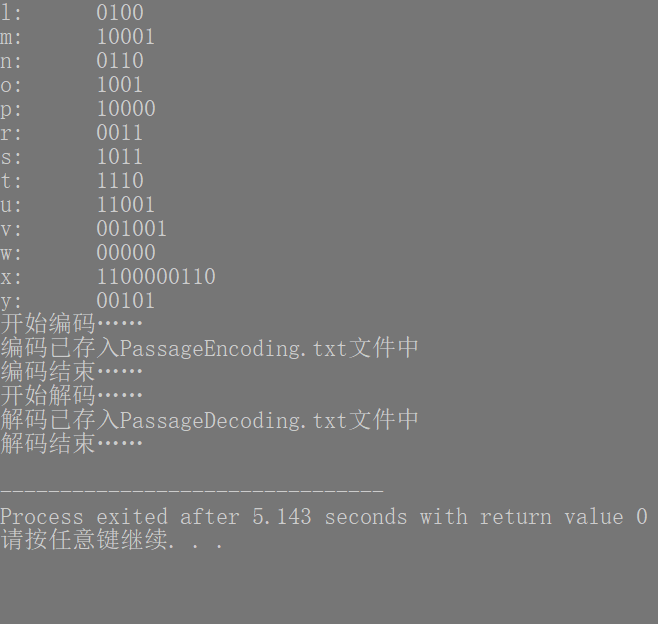 l:      0100
m:      10001
n:      0110
o:      1001
p:      10000
r:      0011
s:      1011
t:      1110
u:      11001
v:      001001
w:      00000
x:      1100000110
y:      00101
开始编码……
编码已存入PassageEncoding.txt文件中
编码结束……
开始解码……
解码已存入PassageDecoding.txt文件中
解码结束……
--------------------------------
Process exited after 5.143 seconds with return value 0
请按任意键继续. . .